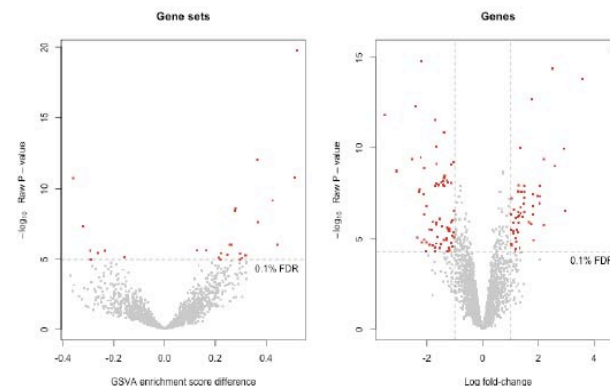 Gene sets
Genes
20
15
10
5
0
− log₁₀ Raw P − value
0.1% FDR
-0.4
-0.2
0.0
0.2
0.4
GSVA enrichment score difference
15
10
5
0
− log₁₀ Raw P − value
0.1% FDR
-2
0
2
4
Log fold-change